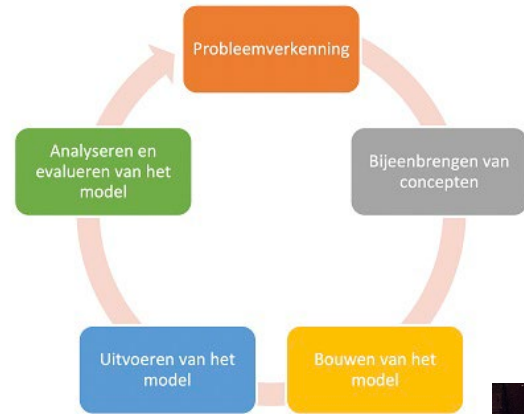 Probleemverkenning
Bijeenbrengen van
concepten
Bouwen van het
model
Uitvoeren van het
model
Analyseren en
evalueren van het
model